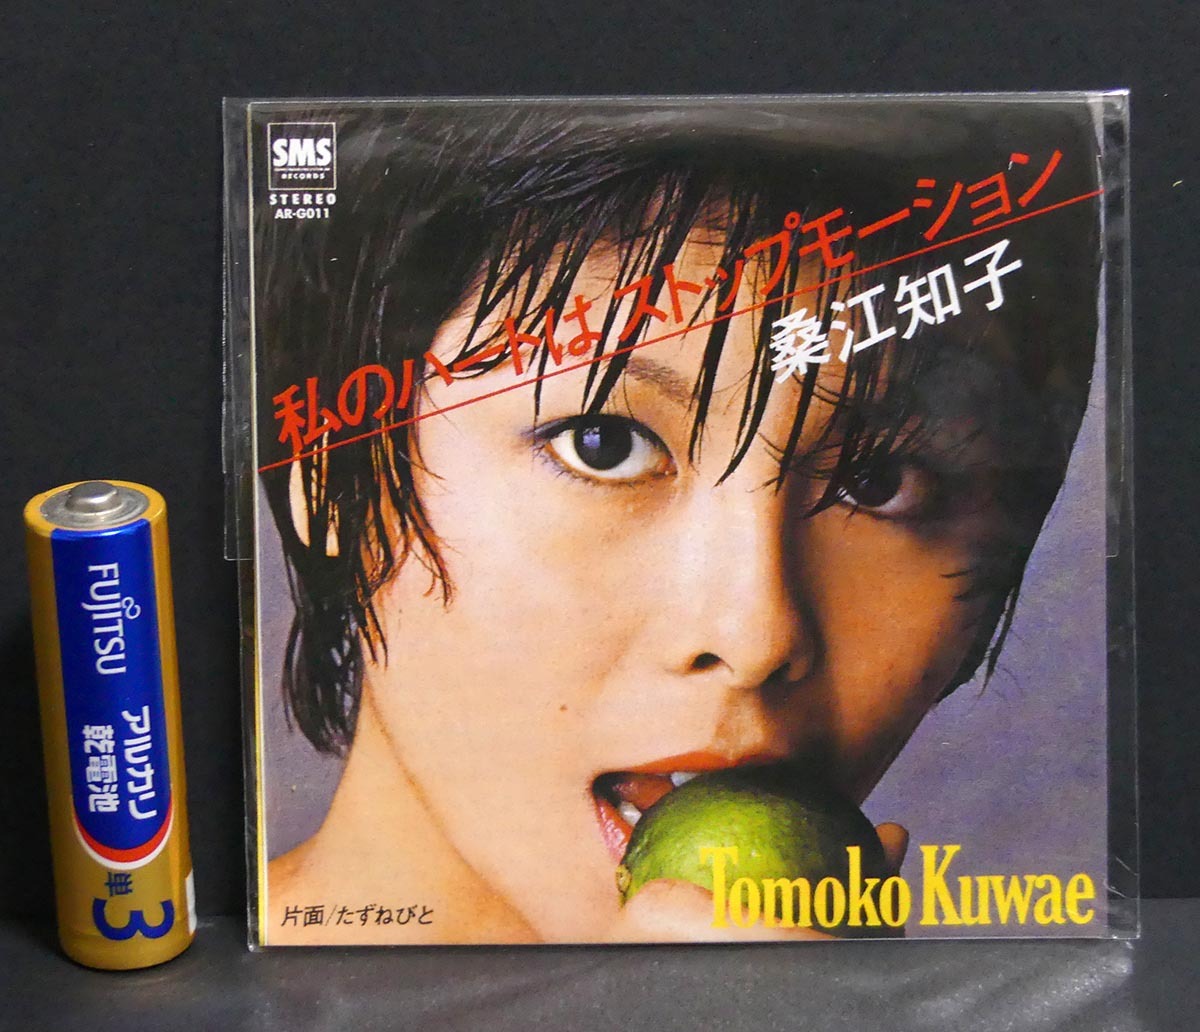 SMS
RECORDS
STEREO
AR-G011
私のハートはストップモーション
桑江知子
Tomoko Kuwae
片面/たずねびと
FUJITSU
アルカリ
乾電池
単3